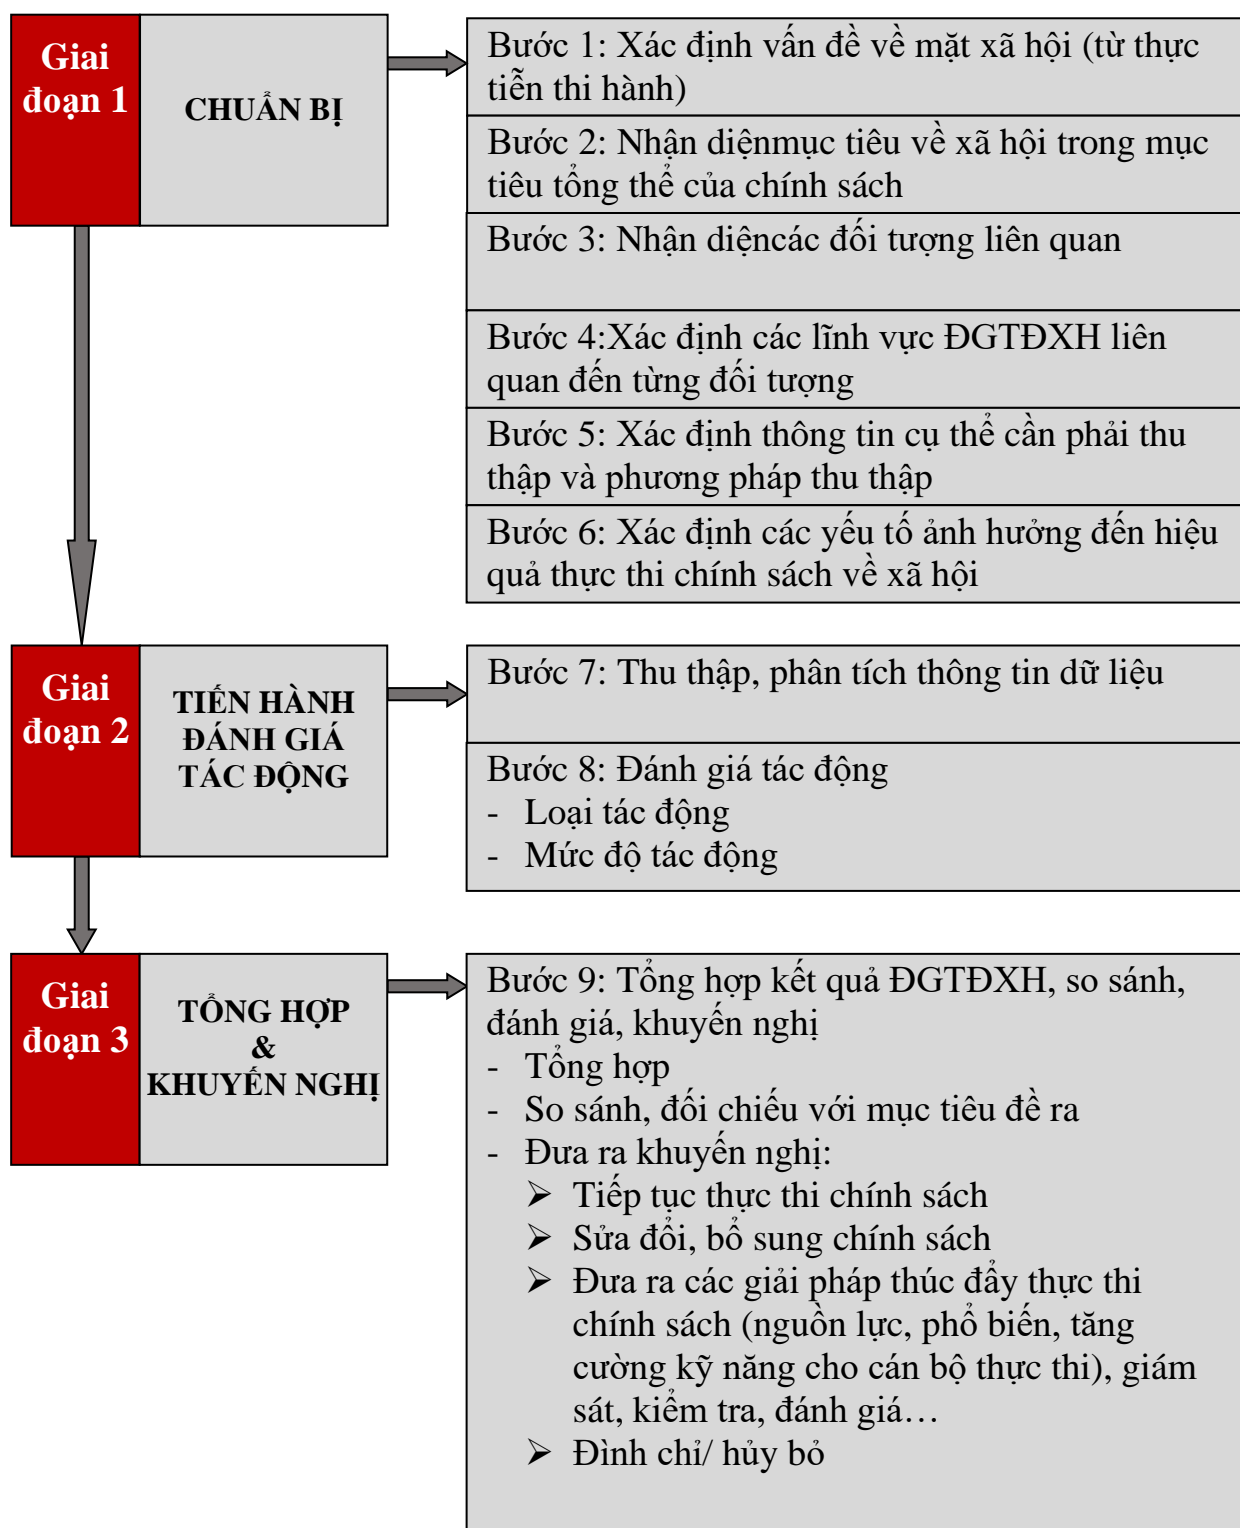 Giai
đoạn 1
CHUẨN BỊ
Bước 1: Xác định vấn đề về mặt xã hội (từ thực
tiễn thi hành)
Bước 2: Nhận diệnmục tiêu về xã hội trong mục
tiêu tổng thể của chính sách
Bước 3: Nhận diệncác đối tượng liên quan
Bước 4:Xác định các lĩnh vực ĐGTĐXH liên
quan đến từng đối tượng
Bước 5: Xác định thông tin cụ thể cần phải thu
thập và phương pháp thu thập
Bước 6: Xác định các yếu tố ảnh hưởng đến hiệu
quả thực thi chính sách về xã hội
Giai
đoạn 2
TIẾN HÀNH
ĐÁNH GIÁ
TÁC ĐỘNG
Bước 7: Thu thập, phân tích thông tin dữ liệu
Bước 8: Đánh giá tác động
- Loại tác động
- Mức độ tác động
Giai
đoạn 3
TỔNG HỢP
&
KHUYẾN NGHỊ
Bước 9: Tổng hợp kết quả ĐGTĐXH, so sánh,
đánh giá, khuyến nghị
- Tổng hợp
- So sánh, đối chiếu với mục tiêu đề ra
- Đưa ra khuyến nghị:
➢ Tiếp tục thực thi chính sách
➢ Sửa đổi, bổ sung chính sách
➢ Đưa ra các giải pháp thúc đẩy thực thi
chính sách (nguồn lực, phổ biến, tăng
cường kỹ năng cho cán bộ thực thi), giám
sát, kiểm tra, đánh giá…
➢ Đình chỉ/ hủy bỏ